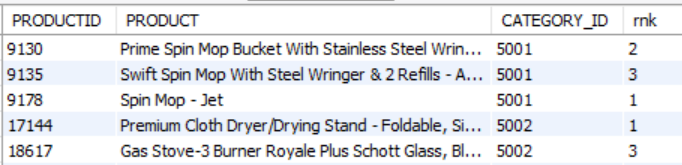 PRODUCTID PRODUCT CATEGORY_ID rnk
9130 Prime Spin Mop Bucket With Stainless Steel Wrin... 5001 2
9135 Swift Spin Mop With Steel Wringer & 2 Refills - A... 5001 3
9178 Spin Mop - Jet 5001 1
17144 Premium Cloth Dryer/Drying Stand - Foldable, Si... 5002 1
18617 Gas Stove-3 Burner Royale Plus Schott Glass, Bl... 5002 3